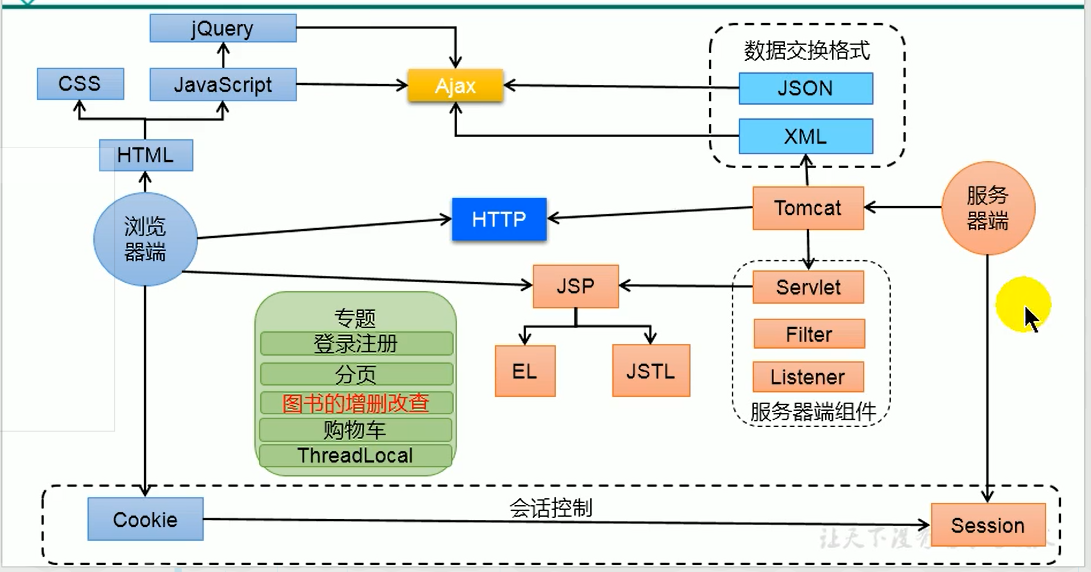 jQuery
数据交换格式
CSS
JavaScript
Ajax
JSON
XML
HTML
浏览
器端
HTTP
Tomcat
服务
器端
JSP
Servlet
专题
登录注册
Filter
分页
EL
JSTL
Listener
图书的增删改查
服务器端组件
购物车
ThreadLocal
会话控制
Cookie
Session
让天下没